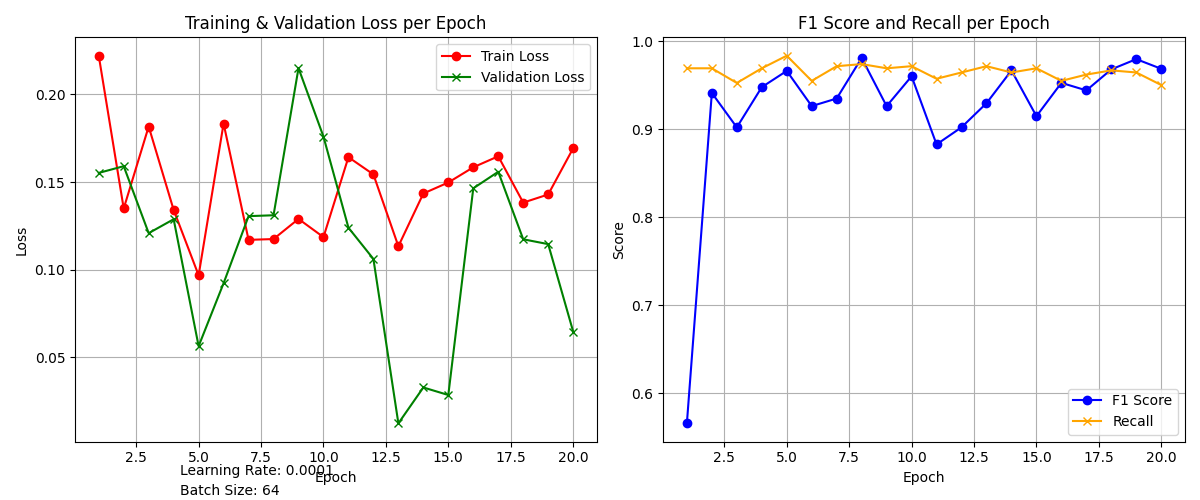 Training & Validation Loss per Epoch
Train Loss
Validation Loss
Loss
0.20
0.15
0.10
0.05
2.5 5.0 7.5 10.0 12.5 15.0 17.5 20.0
Epoch
Learning Rate: 0.0001
Batch Size: 64
F1 Score and Recall per Epoch
Score
1.0
0.9
0.8
0.7
0.6
F1 Score
Recall
2.5 5.0 7.5 10.0 12.5 15.0 17.5 20.0
Epoch